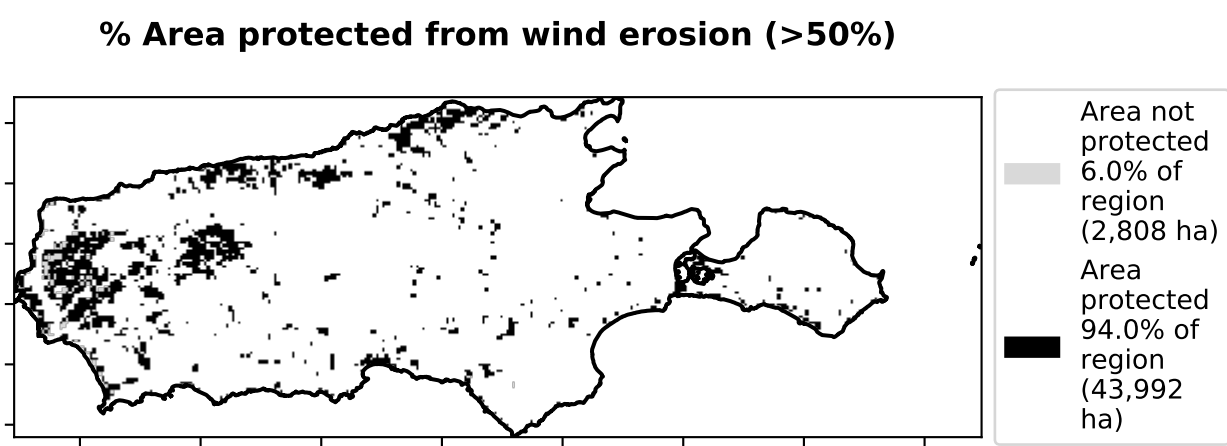 % Area protected from wind erosion (>50%)
Area not
protected
6.0% of
region
(2,808 ha)
Area
protected
94.0% of
region
(43,992
ha)